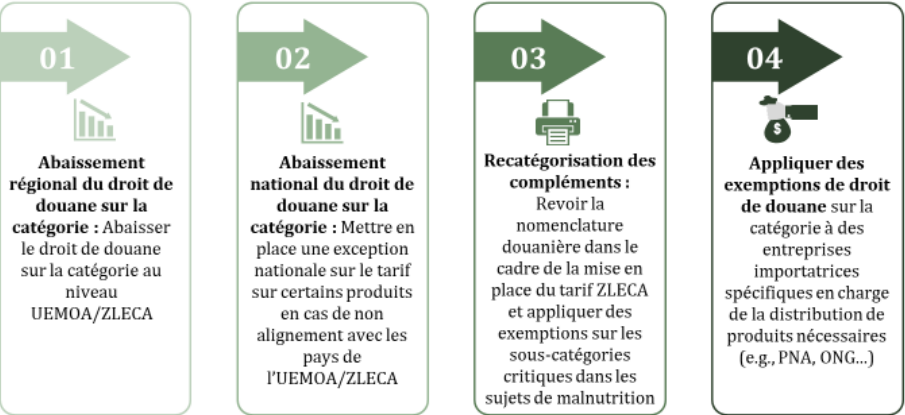 01
Abaissement
régional du droit de
douane sur la
catégorie : Abaisser
le droit de douane
sur la catégorie au
niveau
UEMOA/ZLECA
02
Abaissement
national du droit de
douane sur la
catégorie : Mettre en
place une exception
nationale sur le tarif
sur certains produits
en cas de non
alignement avec les
pays de
l'UEMOA/ZLECA
03
Recatégorisation des
compléments :
Revoir la
nomenclature
douanière dans le
cadre de la mise en
place du tarif ZLECA
et appliquer des
exemptions sur les
sous-catégories
critiques dans les
sujets de malnutrition
04
Appliquer des
exemptions de droit
de douane sur la
catégorie à des
entreprises
importatrices
spécifiques en charge
de la distribution de
produits nécessaires
(e.g., PNA, ONG...)
$